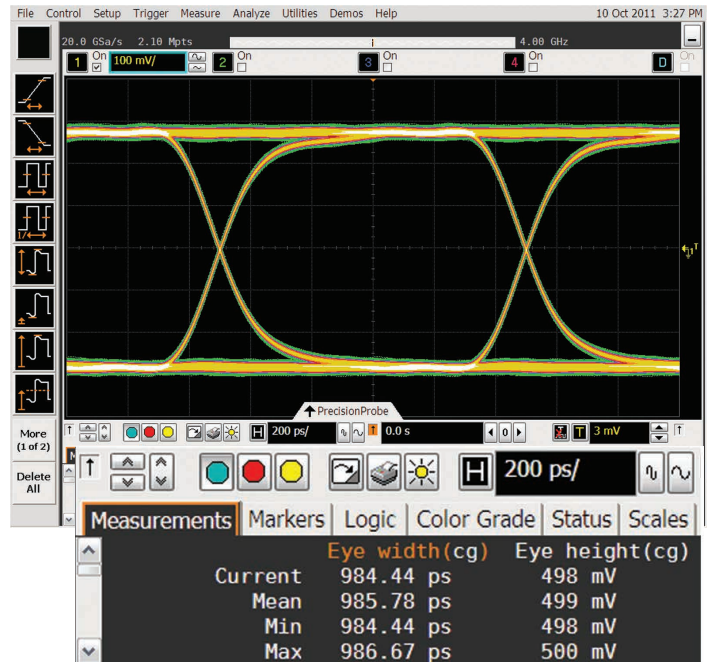 File Control Setup Trigger Measure Analyze Utilities Demos Help 10 Oct 2011 3:27 PM
20.0 GSa/s 2.10 Mpts 4.00 GHz
1 On 100 mV/ 2 On 3 On 4 On D On
T
1/
PrecisionProbe
More
(1 of 2)
H 200 ps/ 0.0 s 0 T 3 mV
Delete
All
H 200 ps/
Measurements Markers Logic Color Grade Status Scales
Eye width(cg) Eye height(cg)
Current 984.44 ps 498 mV
Mean 985.78 ps 499 mV
Min 984.44 ps 498 mV
Max 986.67 ps 500 mV